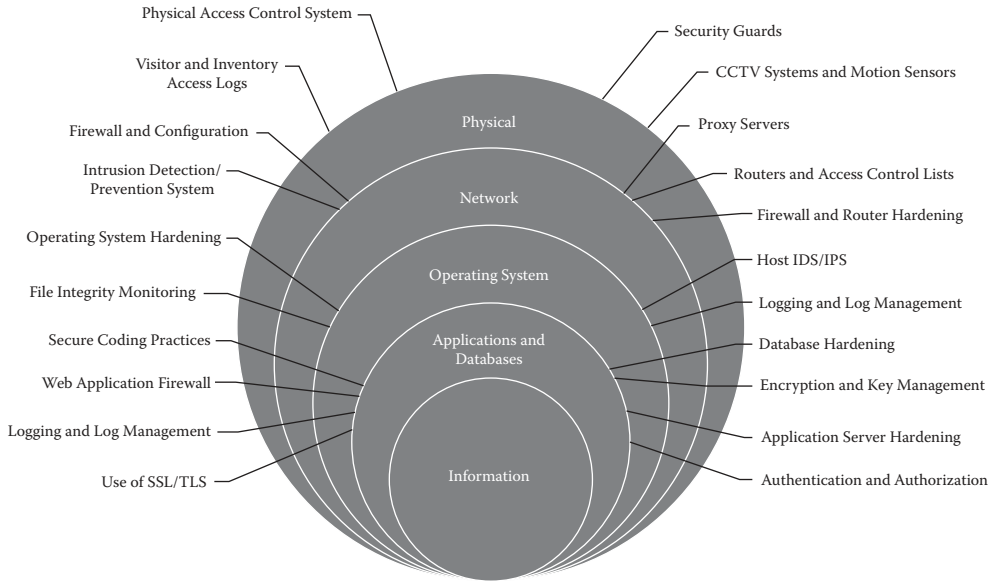 Physical Access Control System
Visitor and Inventory
Access Logs
Firewall and Configuration
Intrusion Detection/
Prevention System
Operating System Hardening
File Integrity Monitoring
Secure Coding Practices
Web Application Firewall
Logging and Log Management
Use of SSL/TLS
Physical
Network
Operating System
Applications and
Databases
Information
Security Guards
CCTV Systems and Motion Sensors
Proxy Servers
Routers and Access Control Lists
Firewall and Router Hardening
Host IDS/IPS
Logging and Log Management
Database Hardening
Encryption and Key Management
Application Server Hardening
Authentication and Authorization